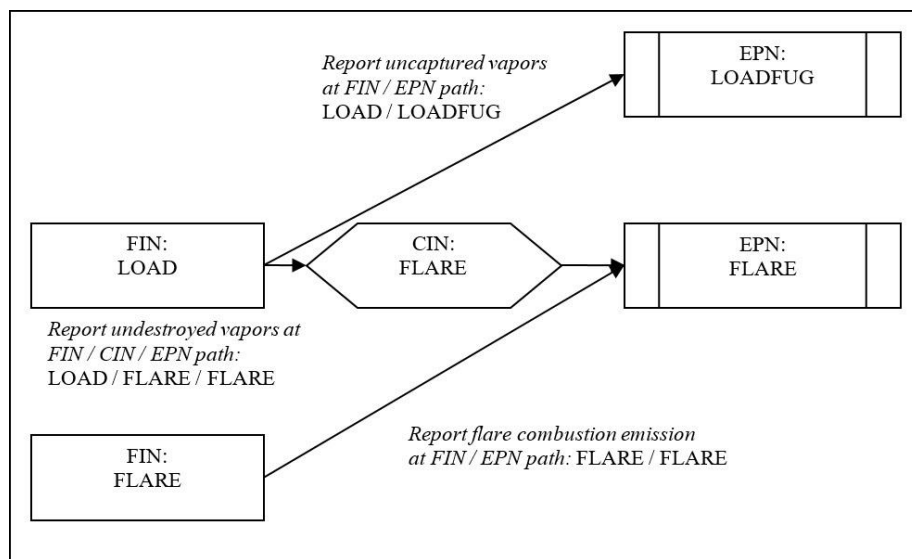 Report uncaptured vapors
at FIN / EPN path:
LOAD / LOADFUG
EPN:
LOADFUG
FIN:
LOAD
CIN:
FLARE
EPN:
FLARE
Report undestroyed vapors at
FIN / CIN / EPN path:
LOAD / FLARE / FLARE
FIN:
FLARE
Report flare combustion emission
at FIN / EPN path: FLARE / FLARE